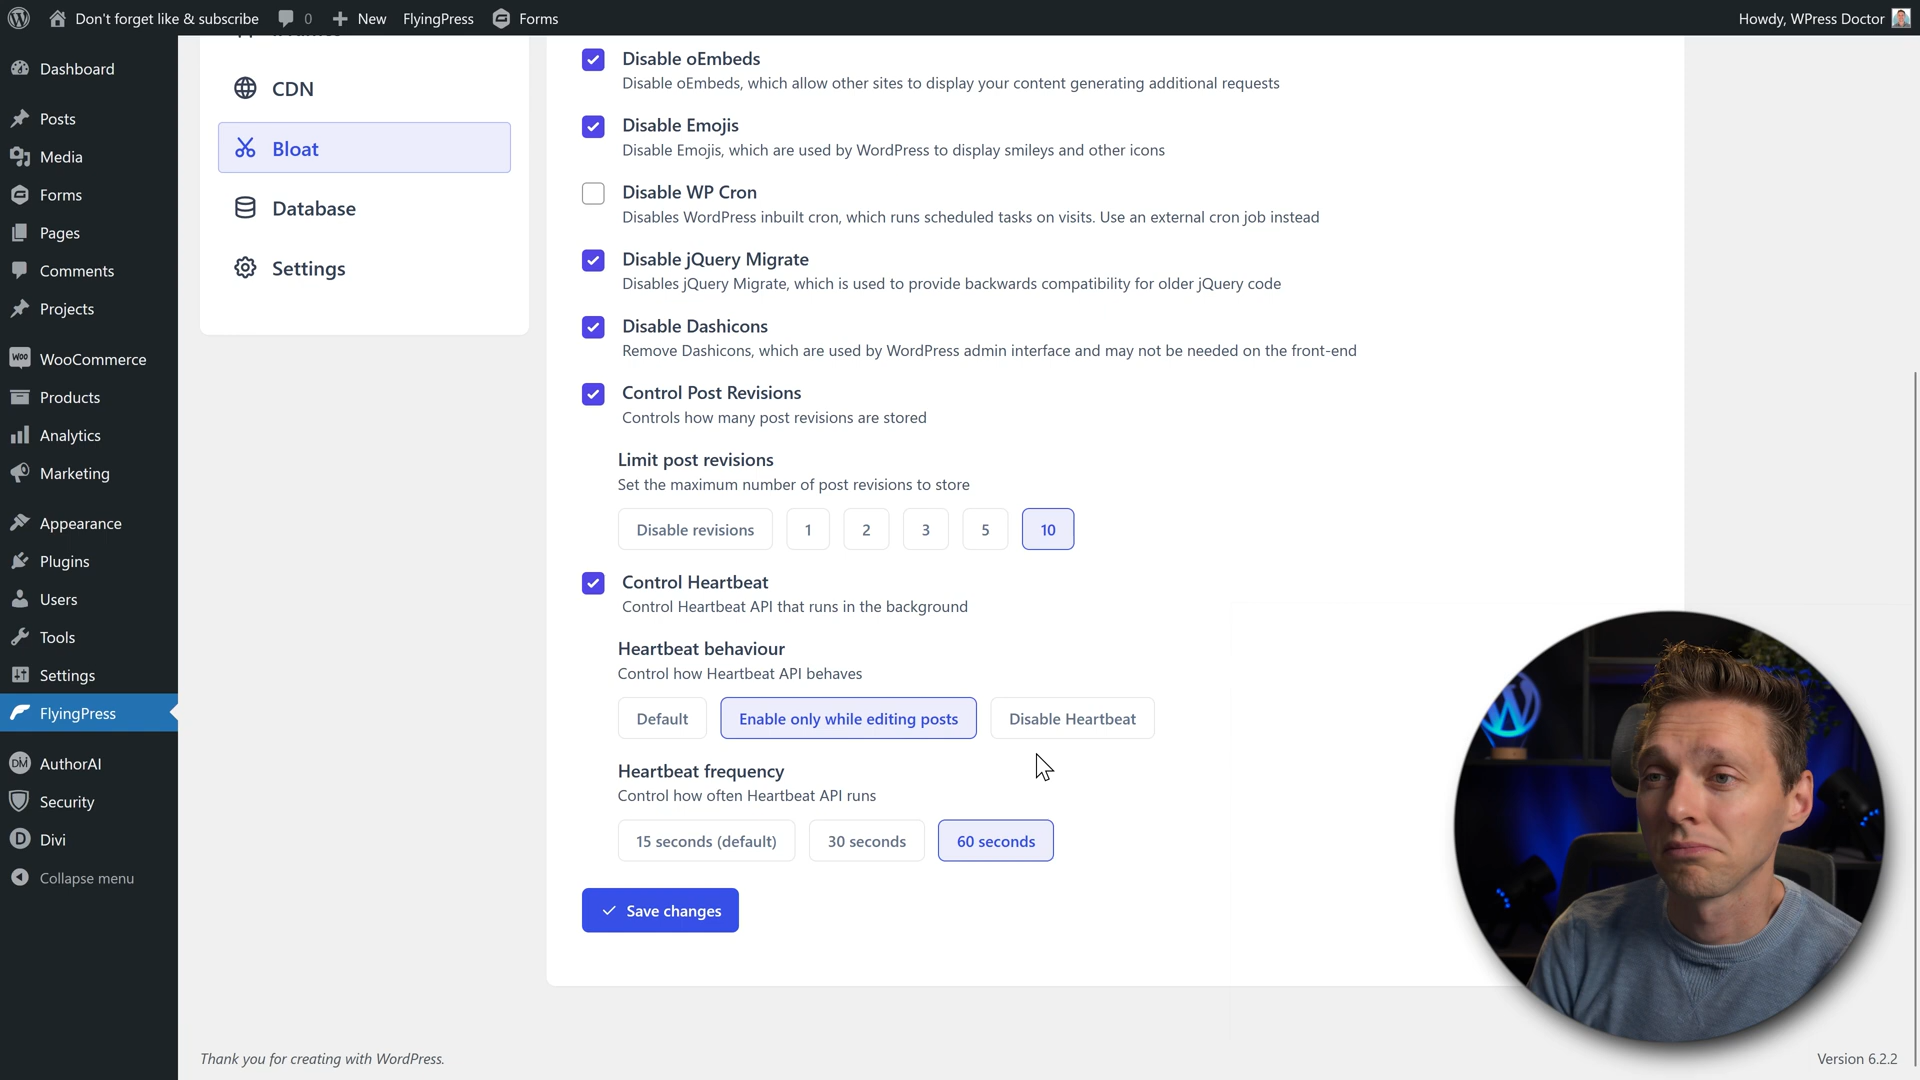 Don't forget like & subscribe
0
New
FlyingPress
Forms
Howdy, WPress Doctor
Dashboard
Posts
Media
Forms
Pages
Comments
Projects
WooCommerce
Products
Analytics
Marketing
Appearance
Plugins
Users
Tools
Settings
FlyingPress
AuthorAI
Security
Divi
Collapse menu
CDN
Bloat
Database
Settings
Disable oEmbeds
Disable oEmbeds, which allow other sites to display your content generating additional requests
Disable Emojis
Disable Emojis, which are used by WordPress to display smileys and other icons
Disable WP Cron
Disables WordPress inbuilt cron, which runs scheduled tasks on visits. Use an external cron job instead
Disable jQuery Migrate
Disables jQuery Migrate, which is used to provide backwards compatibility for older jQuery code
Disable Dashicons
Remove Dashicons, which are used by WordPress admin interface and may not be needed on the front-end
Control Post Revisions
Controls how many post revisions are stored
Limit post revisions
Set the maximum number of post revisions to store
Disable revisions 1 2 3 5 10
Control Heartbeat
Control Heartbeat API that runs in the background
Heartbeat behaviour
Control how Heartbeat API behaves
Default Enable only while editing posts Disable Heartbeat
Heartbeat frequency
Control how often Heartbeat API runs
15 seconds (default) 30 seconds 60 seconds
Save changes
Thank you for creating with WordPress.
Version 6.2.2